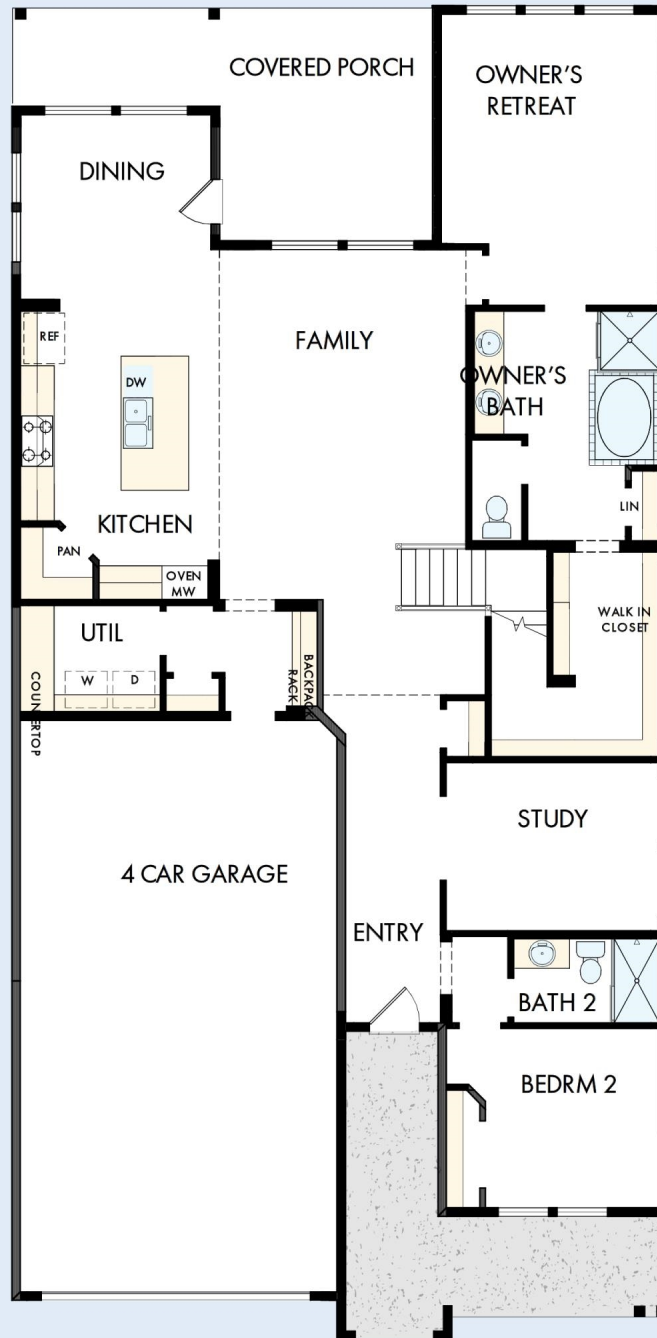 COVERED PORCH
OWNER'S
RETREAT
DINING
REF
FAMILY
DW
OWNER'S
BATH
KITCHEN
LIN
PAN
OVEN
MW
WALK IN
CLOSET
UTIL
W
D
BACKPACK
RACK
COUNTERTOP
STUDY
4 CAR GARAGE
ENTRY
BATH 2
BEDRM 2